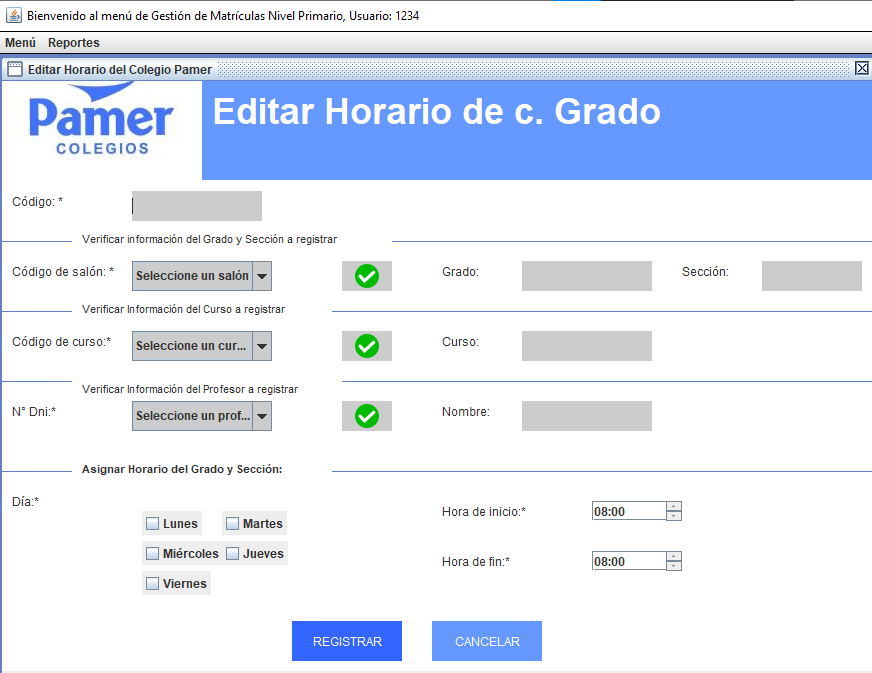 Bienvenido al menú de Gestión de Matrículas Nivel Primario, Usuario: 1234
Menú Reportes
Editar Horario del Colegio Pamer
Pamer
COLEGIOS
Editar Horario de c. Grado
Código: *
Verificar información del Grado y Sección a registrar
Código de salón: * Seleccione un salón Grado: Sección:
Verificar Información del Curso a registrar
Código de curso:* Seleccione un cur... Curso:
Verificar Información del Profesor a registrar
N° Dni:* Seleccione un prof... Nombre:
Asignar Horario del Grado y Sección:
Día:*
Lunes Martes
Hora de inicio:* 08:00
Miércoles Jueves
Hora de fin:* 08:00
Viernes
REGISTRAR CANCELAR